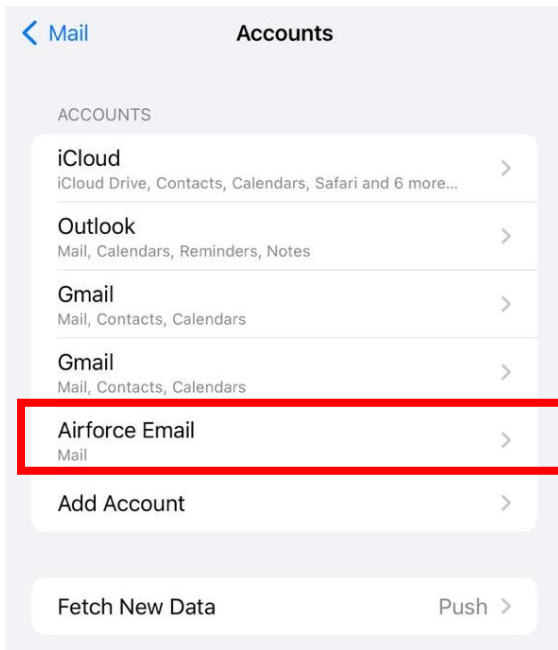 Mail
Accounts
ACCOUNTS
iCloud
iCloud Drive, Contacts, Calendars, Safari and 6 more...
Outlook
Mail, Calendars, Reminders, Notes
Gmail
Mail, Contacts, Calendars
Gmail
Mail, Contacts, Calendars
Airforce Email
Mail
Add Account
Fetch New Data Push